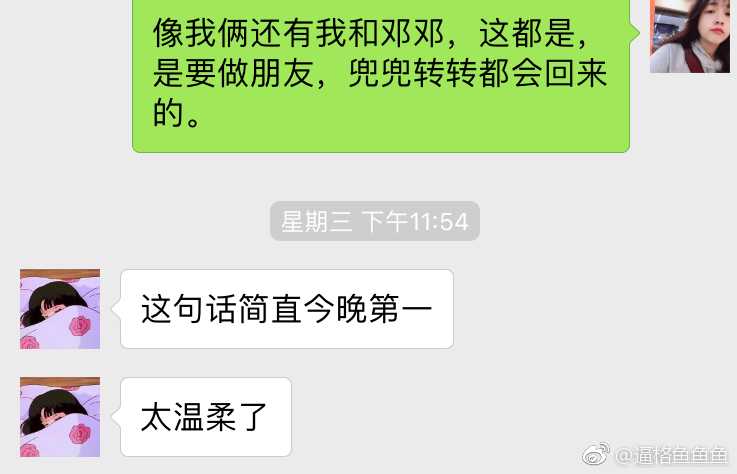 像我俩还有我和邓邓，这都是，
是要做朋友，兜兜转转都会回来
的。
星期三 下午11:54
这句话简直今晚第一
太温柔了
@逼格鱼鱼鱼